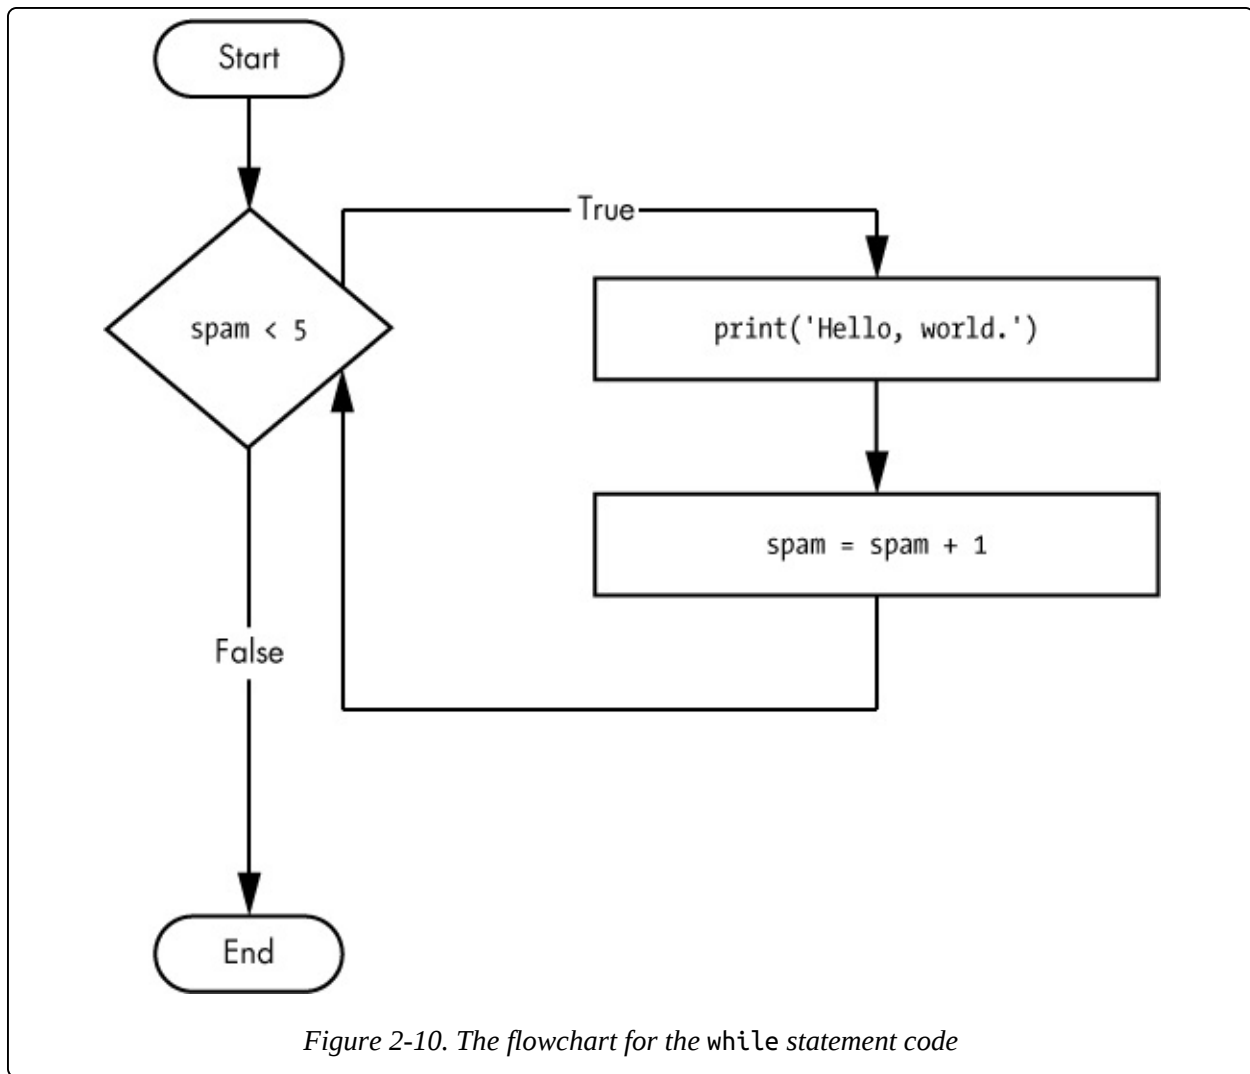 Start
True
spam < 5
print('Hello, world.')
spam = spam + 1
False
End
Figure 2-10. The flowchart for the while statement code